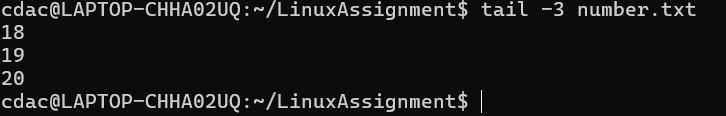 cdac@LAPTOP-CHHA02UQ:~/LinuxAssignment$ tail -3 number.txt
18
19
20
cdac@LAPTOP-CHHA02UQ:~/LinuxAssignment$